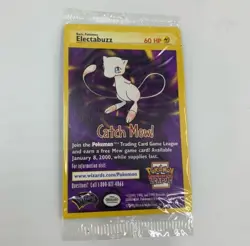 Basic Pokémon
Electabuzz
60 HP
Catch Mew!
Join the Pokémon™ Trading Card Game League
and earn a free Mew game card! Available
January 8, 2000, while supplies last.
For information visit:
www.wizards.com/Pokemon
Questions? Call 1-800-